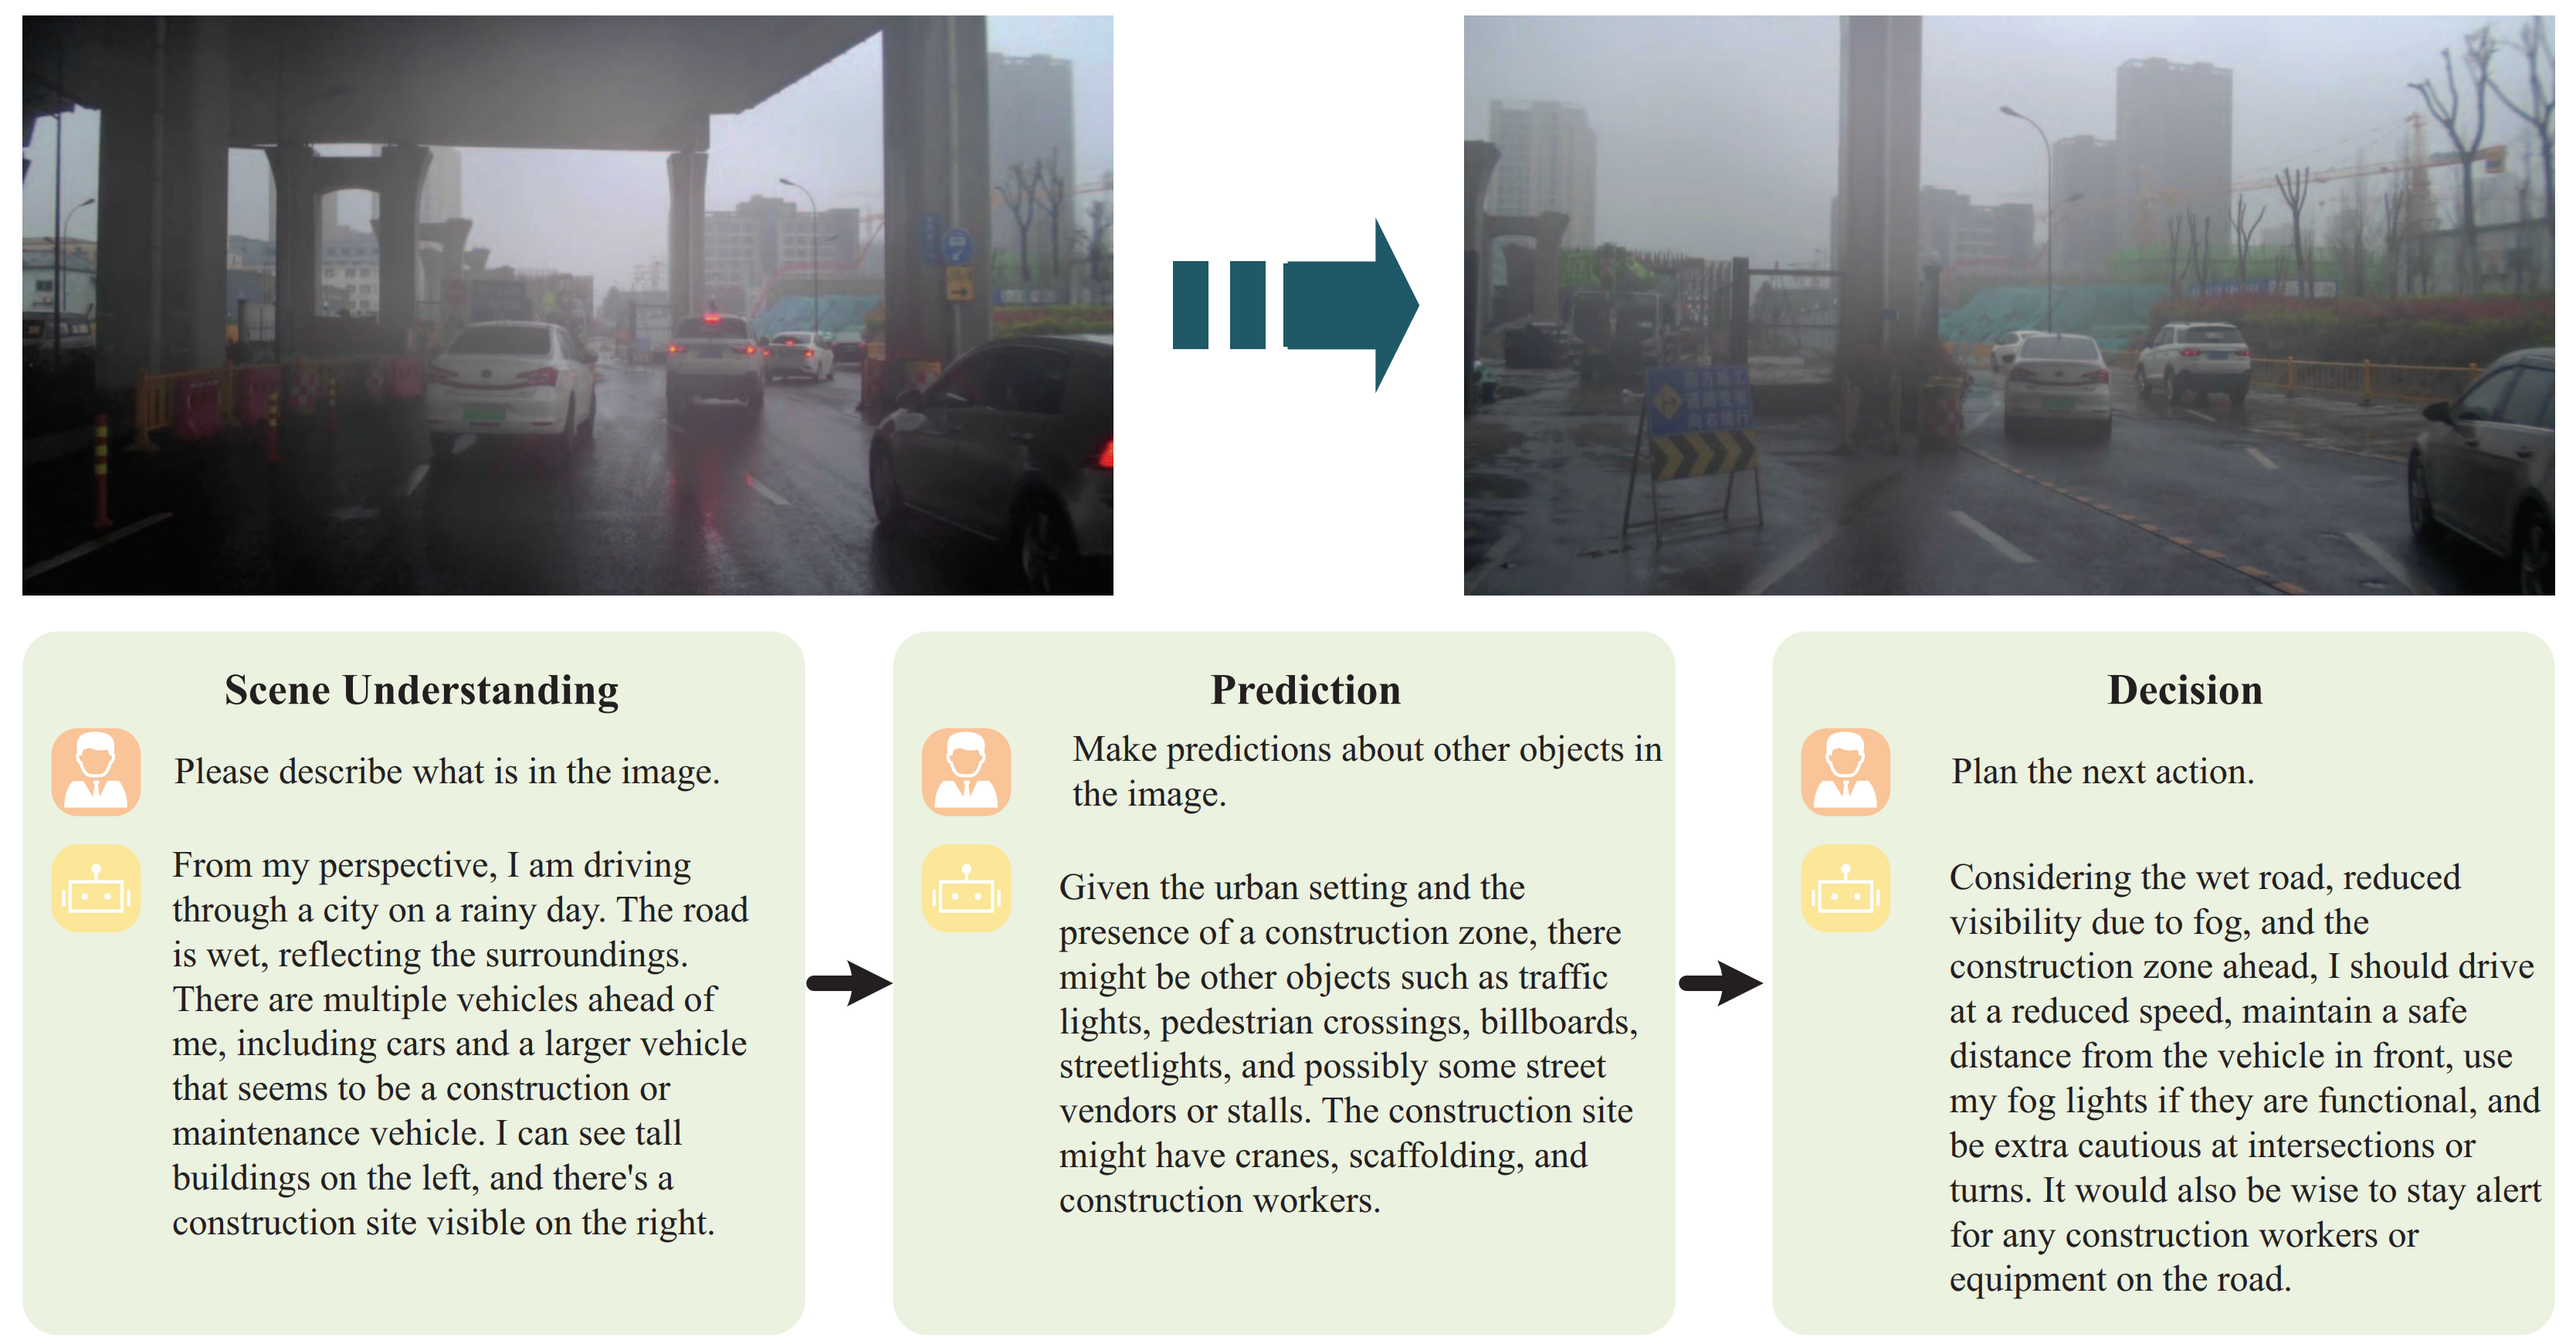 Scene Understanding
Please describe what is in the image.
From my perspective, I am driving
through a city on a rainy day. The road
is wet, reflecting the surroundings.
There are multiple vehicles ahead of
me, including cars and a larger vehicle
that seems to be a construction or
maintenance vehicle. I can see tall
buildings on the left, and there's a
construction site visible on the right.
Prediction
Make predictions about other objects in
the image.
Given the urban setting and the
presence of a construction zone, there
might be other objects such as traffic
lights, pedestrian crossings, billboards,
streetlights, and possibly some street
vendors or stalls. The construction site
might have cranes, scaffolding, and
construction workers.
Decision
Plan the next action.
Considering the wet road, reduced
visibility due to fog, and the
construction zone ahead, I should drive
at a reduced speed, maintain a safe
distance from the vehicle in front, use
my fog lights if they are functional, and
be extra cautious at intersections or
turns. It would also be wise to stay alert
for any construction workers or
equipment on the road.